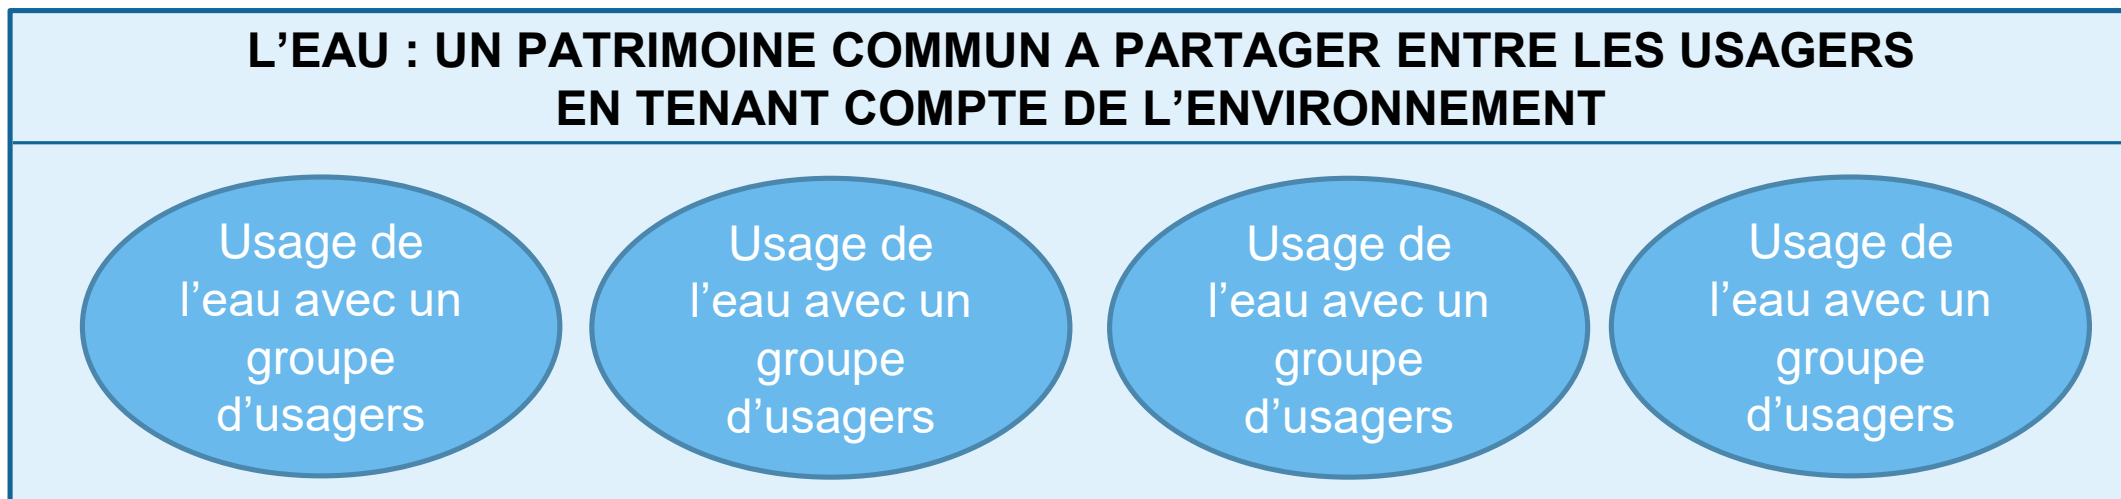 L’EAU : UN PATRIMOINE COMMUN A PARTAGER ENTRE LES USAGERS
EN TENANT COMPTE DE L’ENVIRONNEMENT
Usage de
l’eau avec un
groupe
d’usagers
Usage de
l’eau avec un
groupe
d’usagers
Usage de
l’eau avec un
groupe
d’usagers
Usage de
l’eau avec un
groupe
d’usagers